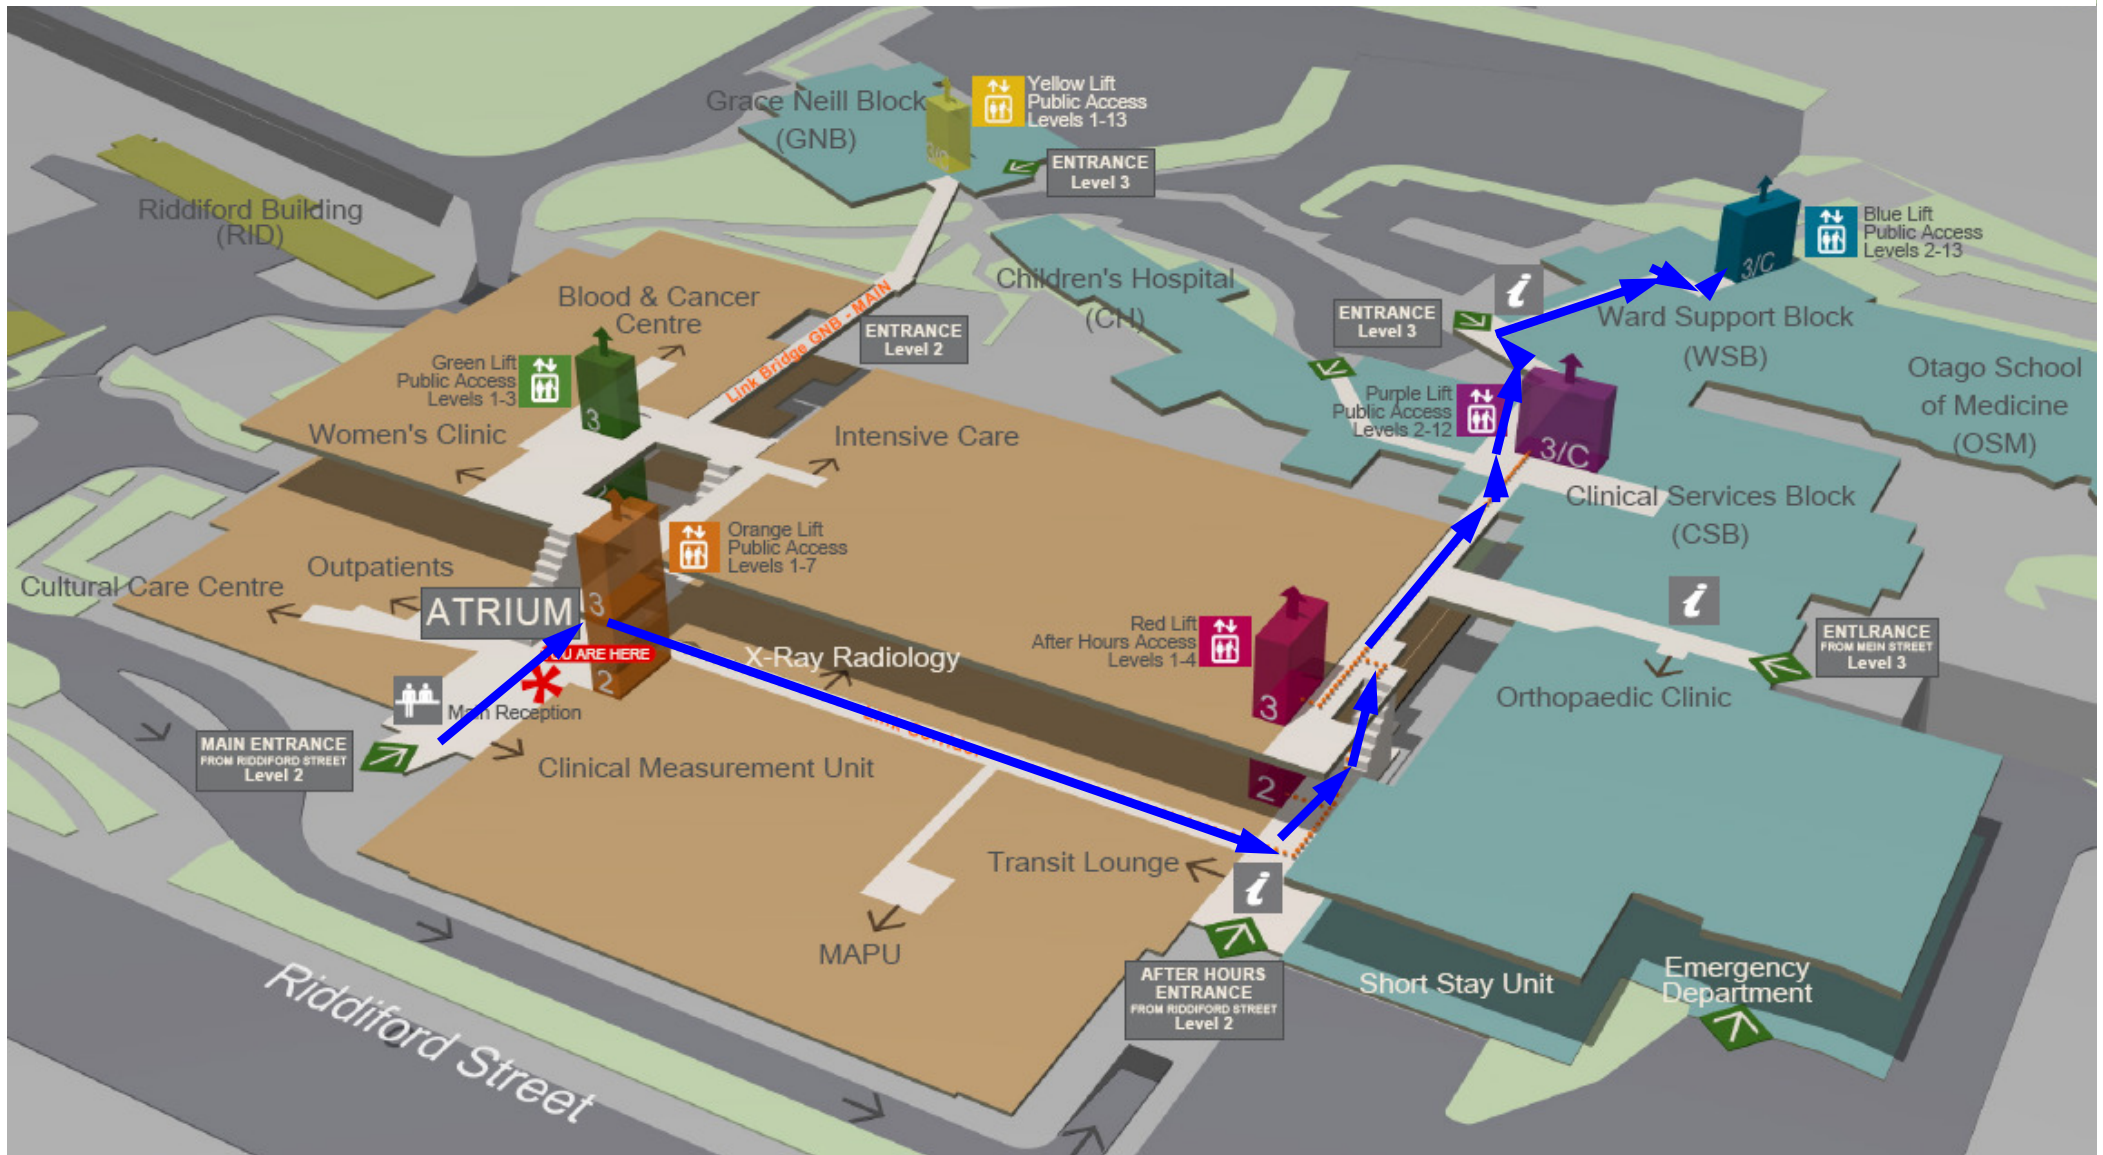 Grace Neill Block
(GNB)
Yellow Lift
Public Access
Levels 1-13
3/C
ENTRANCE
Level 3
Riddiford Building
(RID)
Blue Lift
Public Access
Levels 2-13
3/C
Blood & Cancer
Centre
Link Bridge GNB - MAIN
ENTRANCE
Level 2
Children's Hospital
(CH)
ENTRANCE
Level 3
i
Ward Support Block
(WSB)
Otago School
of Medicine
(OSM)
Green Lift
Public Access
Levels 1-3
3
Women's Clinic
Intensive Care
Purple Lift
Public Access
Levels 2-12
3/C
Clinical Services Block
(CSB)
Orange Lift
Public Access
Levels 1-7
3
2
Outpatients
Cultural Care Centre
ATRIUM
OU ARE HERE
X-Ray Radiology
Red Lift
After Hours Access
Levels 1-4
3
2
i
ENTLRANCE
FROM MEIN STREET
Level 3
Orthopaedic Clinic
Main Reception
MAIN ENTRANCE
FROM RIDDIFORD STREET
Level 2
Clinical Measurement Unit
Transit Lounge
i
MAPU
AFTER HOURS
ENTRANCE
FROM RIDDIFORD STREET
Level 2
Short Stay Unit
Emergency
Department
Riddiford Street